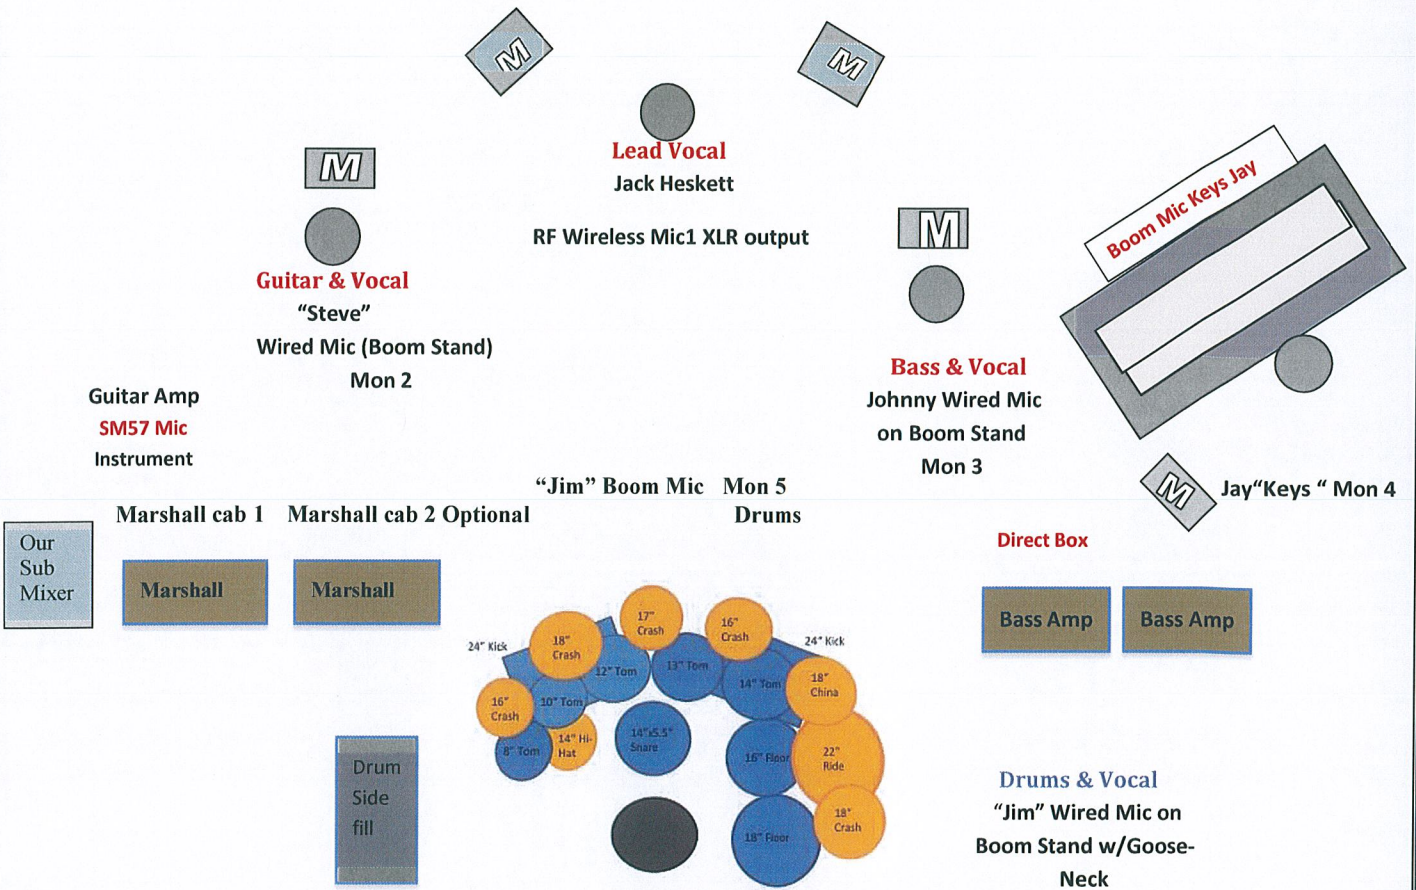 M
M
Lead Vocal
Jack Heskett
RF Wireless Mic1 XLR output
M
Guitar & Vocal
“Steve”
Wired Mic (Boom Stand)
Mon 2
M
Bass & Vocal
Johnny Wired Mic
on Boom Stand
Mon 3
Boom Mic Keys Jay
M
Jay“Keys “ Mon 4
Guitar Amp
SM57 Mic
Instrument
“Jim” Boom Mic Mon 5
Drums
Marshall cab 1 Marshall cab 2 Optional
Our
Sub
Mixer
Marshall
Marshall
Direct Box
Bass Amp
Bass Amp
24" Kick
18"
Crash
17"
Crash
16"
Crash
24" Kick
12" Tom
13" Tom
14" Tom
18"
China
16"
Crash
10" Tom
8" Tom
14" Hi-
Hat
14"x5.5"
Snare
16" Floor
22"
Ride
18" Floor
18"
Crash
Drum
Side
fill
Drums & Vocal
“Jim” Wired Mic on
Boom Stand w/Goose-
Neck